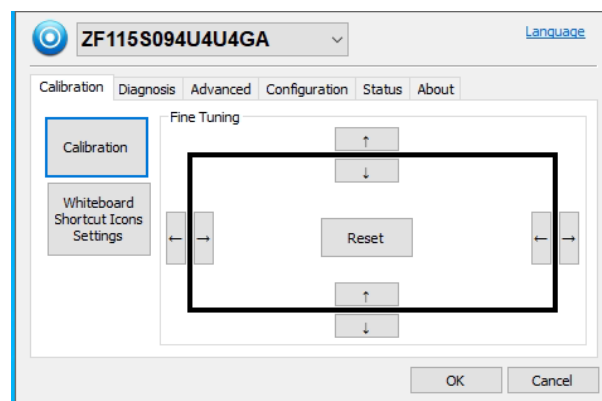 ZF115S094U4U4GA
Language
Calibration Diagnosis Advanced Configuration Status About
Fine Tuning
Calibration
Whiteboard
Shortcut Icons
Settings
↑
↓
← →
Reset
← →
↑
↓
OK Cancel